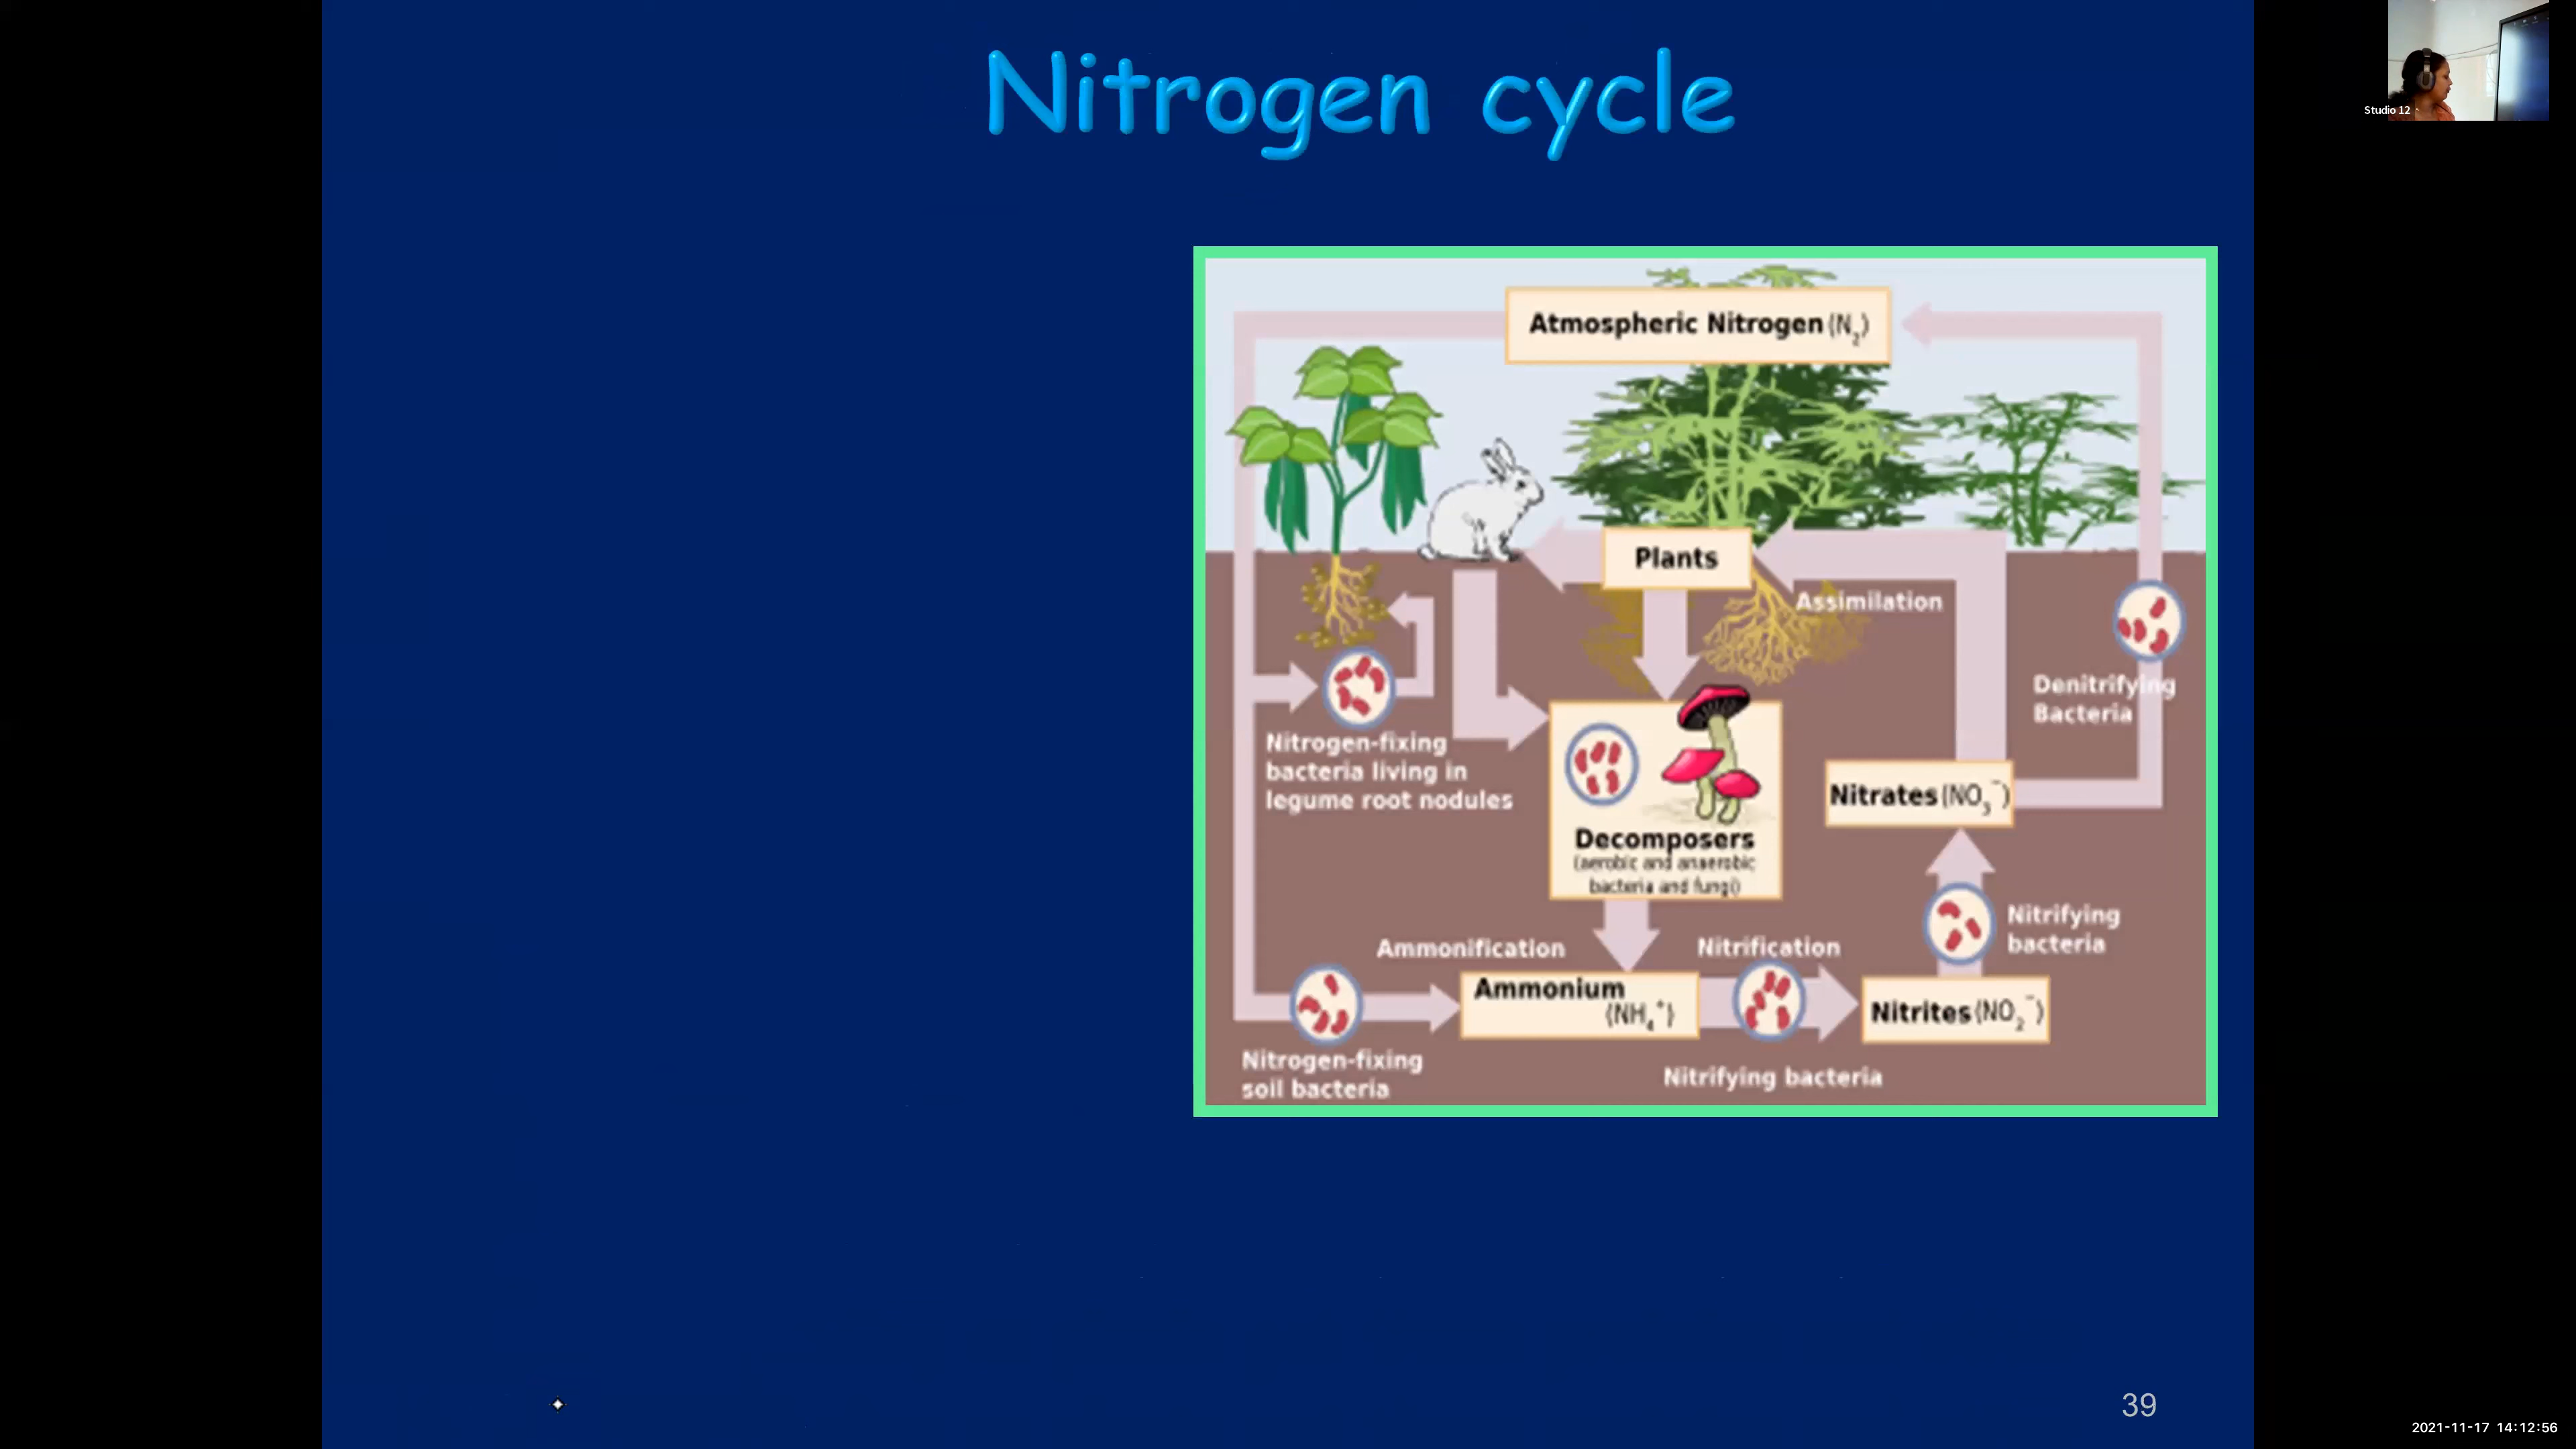 Nitrogen cycle
Studio 12
Atmospheric Nitrogen (N₂)
Plants
Assimilation
Denitrifying
Bacteria
Nitrogen-fixing
bacteria living in
legume root nodules
Decomposers
(aerobic and anaerobic
bacteria and fungi)
Nitrates (NO₃⁻)
Nitrifying
bacteria
Ammonification
Nitrification
Ammonium
(NH₄⁺)
Nitrites (NO₂⁻)
Nitrogen-fixing
soil bacteria
Nitrifying bacteria
39
2021-11-17 14:12:56